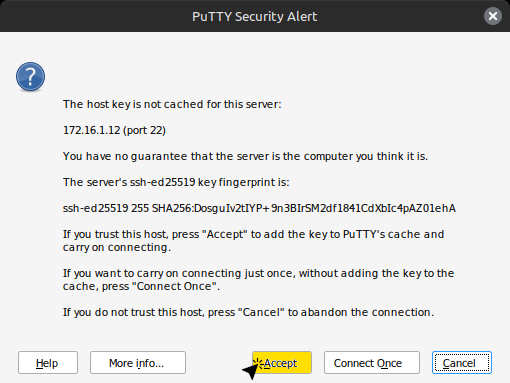 PuTTY Security Alert
The host key is not cached for this server:
172.16.1.12 (port 22)
You have no guarantee that the server is the computer you think it is.
The server's ssh-ed25519 key fingerprint is:
ssh-ed25519 255 SHA256:DosguIv2tIYP+9n3BIrSM2df1841CdXbIc4pAZ01ehA
If you trust this host, press "Accept" to add the key to PuTTY's cache and
carry on connecting.
If you want to carry on connecting just once, without adding the key to the
cache, press "Connect Once".
If you do not trust this host, press "Cancel" to abandon the connection.
Help More info... Accept Connect Once Cancel